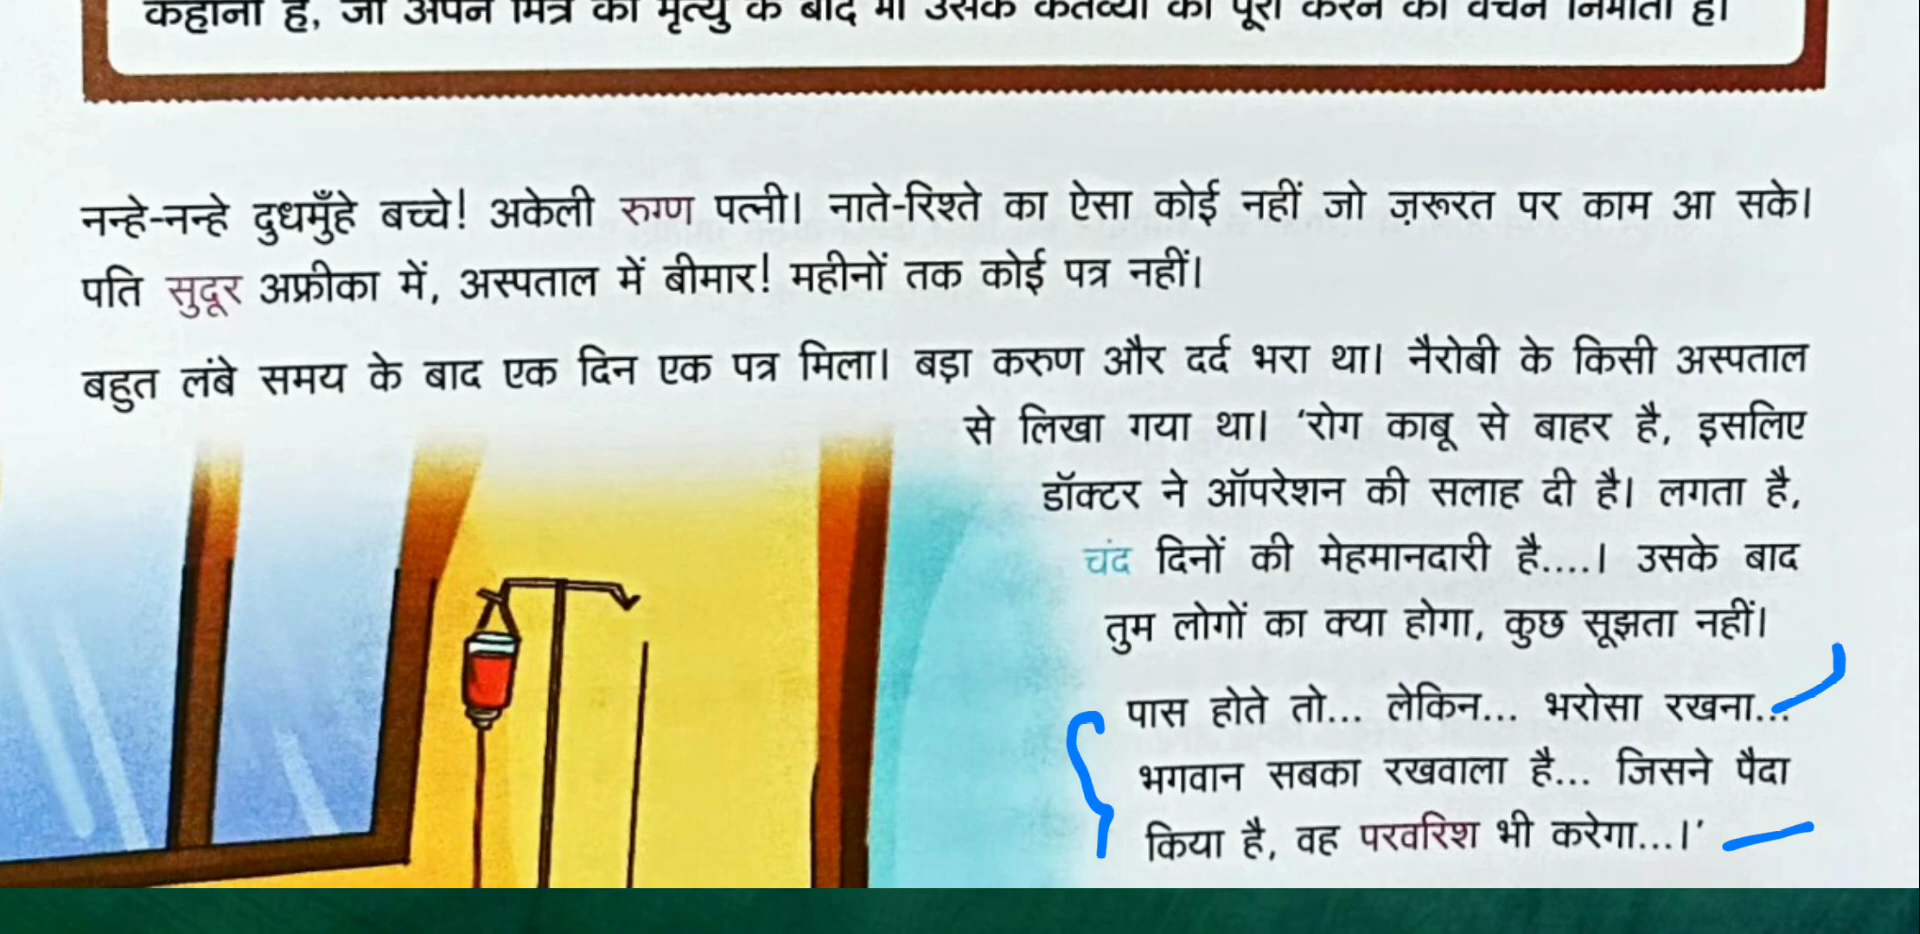 कहानी है, जो अपने मित्र की मृत्यु के बाद भी उसके कर्तव्यों को पूरा करने का वचन निभाता है।
नन्हे-नन्हे दुधमुँहे बच्चे! अकेली रुग्ण पत्नी। नाते-रिश्ते का ऐसा कोई नहीं जो ज़रूरत पर काम आ सके।
पति सुदूर अफ्रीका में, अस्पताल में बीमार! महीनों तक कोई पत्र नहीं।
बहुत लंबे समय के बाद एक दिन एक पत्र मिला। बड़ा करुण और दर्द भरा था। नैरोबी के किसी अस्पताल
से लिखा गया था। ‘रोग काबू से बाहर है, इसलिए
डॉक्टर ने ऑपरेशन की सलाह दी है। लगता है,
चंद दिनों की मेहमानदारी है....। उसके बाद
तुम लोगों का क्या होगा, कुछ सूझता नहीं।
पास होते तो... लेकिन... भरोसा रखना...
भगवान सबका रखवाला है... जिसने पैदा
किया है, वह परवरिश भी करेगा...।’